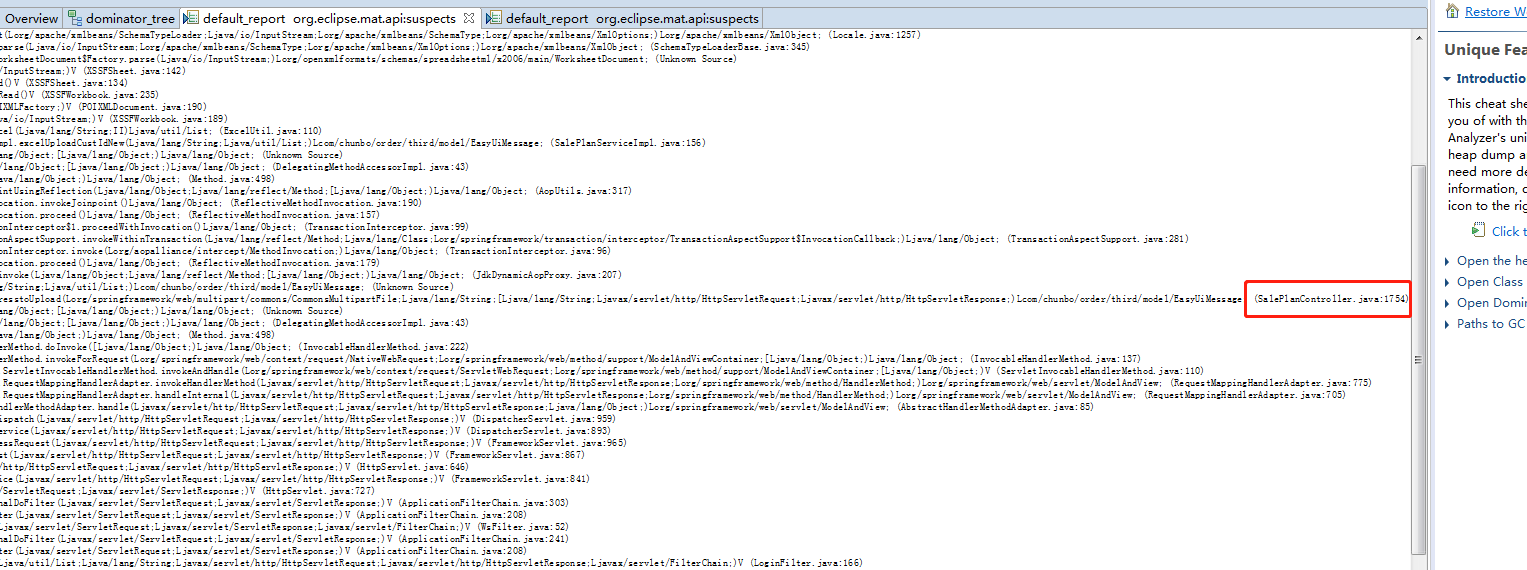 Overview dominator_tree default_report org.eclipse.mat.api:suspects default_report org.eclipse.mat.api:suspects
t(Lorg/apache/xmlbeans/SchemaTypeLoader;Ljava/io/InputStream;Lorg/apache/xmlbeans/SchemaType;Lorg/apache/xmlbeans/XmlOptions;)Lorg/apache/xmlbeans/XmlObject; (Locale.java:1257)
parse(Ljava/io/InputStream;Lorg/apache/xmlbeans/SchemaType;Lorg/apache/xmlbeans/XmlOptions;)Lorg/apache/xmlbeans/XmlObject; (SchemaTypeLoaderBase.java:345)
orksheetDocument$Factory.parse(Ljava/io/InputStream;)Lorg/openxmlformats/schemas/spreadsheetml/x2006/main/WorksheetDocument; (Unknown Source)
/InputStream;)V (XSSFSheet.java:142)
d()V (XSSFSheet.java:134)
Read()V (XSSFWorkbook.java:235)
IXMLFactory;)V (POIXMLDocument.java:190)
va/io/InputStream;)V (XSSFWorkbook.java:189)
cel(Ljava/lang/String;II)Ljava/util/List; (ExcelUtil.java:110)
mpl.excelUploadCustIdNew(Ljava/lang/String;Ljava/util/List;)Lcom/chunbo/order/third/model/EasyUiMessage; (SalePlanServiceImpl.java:156)
ang/Object;[Ljava/lang/Object;)Ljava/lang/Object; (Unknown Source)
/lang/Object;[Ljava/lang/Object;)Ljava/lang/Object; (DelegatingMethodAccessorImpl.java:43)
ava/lang/Object;)Ljava/lang/Object; (Method.java:498)
intUsingReflection(Ljava/lang/Object;Ljava/lang/reflect/Method;[Ljava/lang/Object;)Ljava/lang/Object; (AopUtils.java:317)
ocation.invokeJoinpoint()Ljava/lang/Object; (ReflectiveMethodInvocation.java:190)
ocation.proceed()Ljava/lang/Object; (ReflectiveMethodInvocation.java:157)
onInterceptor$1.proceedWithInvocation()Ljava/lang/Object; (TransactionInterceptor.java:99)
onAspectSupport.invokeWithinTransaction(Ljava/lang/reflect/Method;Ljava/lang/Class;Lorg/springframework/transaction/interceptor/TransactionAspectSupport$InvocationCallback;)Ljava/lang/Object; (TransactionAspectSupport.java:281)
onInterceptor.invoke(Lorg/aopalliance/intercept/MethodInvocation;)Ljava/lang/Object; (TransactionInterceptor.java:96)
ocation.proceed()Ljava/lang/Object; (ReflectiveMethodInvocation.java:179)
invoke(Ljava/lang/Object;Ljava/lang/reflect/Method;[Ljava/lang/Object;)Ljava/lang/Object; (JdkDynamicAopProxy.java:207)
g/String;Ljava/util/List;)Lcom/chunbo/order/third/model/EasyUiMessage; (Unknown Source)
resstoUpload(Lorg/springframework/web/multipart/commons/CommonsMultipartFile;Ljava/lang/String;[Ljava/lang/String;Ljavax/servlet/http/HttpServletRequest;Ljavax/servlet/http/HttpServletResponse;)Lcom/chunbo/order/third/model/EasyUiMessage (SalePlanController.java:1754)
ang/Object;[Ljava/lang/Object;)Ljava/lang/Object; (Unknown Source)
/lang/Object;[Ljava/lang/Object;)Ljava/lang/Object; (DelegatingMethodAccessorImpl.java:43)
ava/lang/Object;)Ljava/lang/Object; (Method.java:498)
erMethod.doInvoke([Ljava/lang/Object;)Ljava/lang/Object; (InvocableHandlerMethod.java:222)
erMethod.invokeForRequest(Lorg/springframework/web/context/request/NativeWebRequest;Lorg/springframework/web/method/support/ModelAndViewContainer;[Ljava/lang/Object;)Ljava/lang/Object; (InvocableHandlerMethod.java:137)
ServletInvocableHandlerMethod.invokeAndHandle(Lorg/springframework/web/context/request/ServletWebRequest;Lorg/springframework/web/method/support/ModelAndViewContainer;[Ljava/lang/Object;)V (ServletInvocableHandlerMethod.java:110)
RequestMappingHandlerAdapter.invokeHandlerMethod(Ljavax/servlet/http/HttpServletRequest;Ljavax/servlet/http/HttpServletResponse;Lorg/springframework/web/method/HandlerMethod;)Lorg/springframework/web/servlet/ModelAndView; (RequestMappingHandlerAdapter.java:775)
RequestMappingHandlerAdapter.handleInternal(Ljavax/servlet/http/HttpServletRequest;Ljavax/servlet/http/HttpServletResponse;Lorg/springframework/web/method/HandlerMethod;)Lorg/springframework/web/servlet/ModelAndView; (RequestMappingHandlerAdapter.java:705)
ndlerMethodAdapter.handle(Ljavax/servlet/http/HttpServletRequest;Ljavax/servlet/http/HttpServletResponse;Ljava/lang/Object;)Lorg/springframework/web/servlet/ModelAndView; (AbstractHandlerMethodAdapter.java:85)
ispatch(Ljavax/servlet/http/HttpServletRequest;Ljavax/servlet/http/HttpServletResponse;)V (DispatcherServlet.java:959)
ervice(Ljavax/servlet/http/HttpServletRequest;Ljavax/servlet/http/HttpServletResponse;)V (DispatcherServlet.java:893)
essRequest(Ljavax/servlet/http/HttpServletRequest;Ljavax/servlet/http/HttpServletResponse;)V (FrameworkServlet.java:965)
st(Ljavax/servlet/http/HttpServletRequest;Ljavax/servlet/http/HttpServletResponse;)V (FrameworkServlet.java:867)
/http/HttpServletRequest;Ljavax/servlet/http/HttpServletResponse;)V (HttpServlet.java:646)
ice(Ljavax/servlet/http/HttpServletRequest;Ljavax/servlet/http/HttpServletResponse;)V (FrameworkServlet.java:841)
/ServletRequest;Ljavax/servlet/ServletResponse;)V (HttpServlet.java:727)
nalDoFilter(Ljavax/servlet/ServletRequest;Ljavax/servlet/ServletResponse;)V (ApplicationFilterChain.java:303)
ter(Ljavax/servlet/ServletRequest;Ljavax/servlet/ServletResponse;)V (ApplicationFilterChain.java:208)
Ljavax/servlet/ServletRequest;Ljavax/servlet/ServletResponse;Ljavax/servlet/FilterChain;)V (WsFilter.java:52)
nalDoFilter(Ljavax/servlet/ServletRequest;Ljavax/servlet/ServletResponse;)V (ApplicationFilterChain.java:241)
ter(Ljavax/servlet/ServletRequest;Ljavax/servlet/ServletResponse;)V (ApplicationFilterChain.java:208)
Ljava/util/List;Ljava/lang/String;Ljavax/servlet/http/HttpServletRequest;Ljavax/servlet/http/HttpServletResponse;Ljavax/servlet/FilterChain;)V (LoginFilter.java:166)
Restore W
Unique Fea
Introductio
This cheat she
you of with th
Analyzer's uni
heap dump a
need more de
information, c
icon to the rig
Click t
Open the he
Open Class
Open Domin
Paths to GC